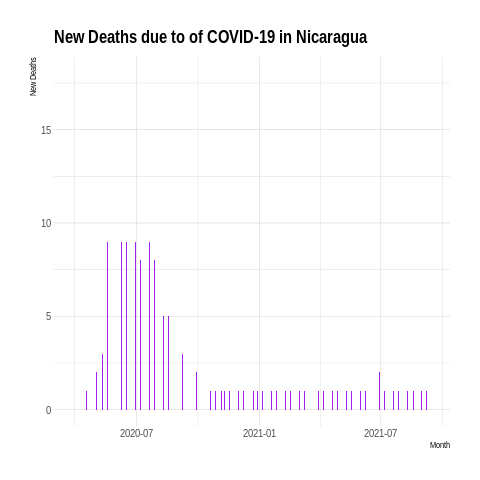 New Deaths due to of COVID-19 in Nicaragua
New Deaths
15
10
5
0
2020-07
2021-01
2021-07
Month